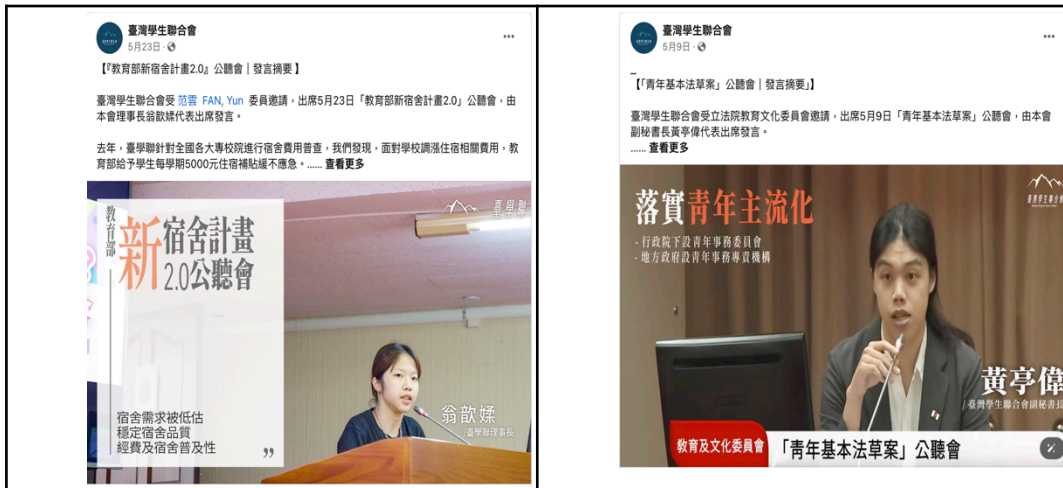 臺灣學生聯合會
5月23日 ·
【『教育部新宿舍計畫2.0』公聽會｜發言摘要 】
臺灣學生聯合會受 范雲 FAN, Yun 委員邀請，出席5月23日「教育部新宿舍計畫2.0」公聽會，由
本會理事長翁歆媃代表出席發言。
去年，臺學聯針對全國各大專校院進行宿舍費用普查，我們發現，面對學校調漲住宿相關費用，教
育部給予學生每學期5000元住宿補貼緩不應急。...... 查看更多
臺學聯
教育部
新宿舍計畫
2.0公聽會
宿舍需求被低估
穩定宿舍品質
經費及宿舍普及性
”
翁歆媃
/臺學聯理事長
臺灣學生聯合會
5月9日 ·
_
【「青年基本法草案」公聽會｜發言摘要」】
臺灣學生聯合會受立法院教育文化委員會邀請，出席5月9日「青年基本法草案」公聽會，由本會
副秘書長黃亭偉代表出席發言。
...... 查看更多
臺灣學生聯合會
落實青年主流化
- 行政院下設青年事務委員會
- 地方政府設青年事務專責機構
黃亭偉
/臺灣學生聯合會副秘書長
教育及文化委員會
「青年基本法草案」公聽會